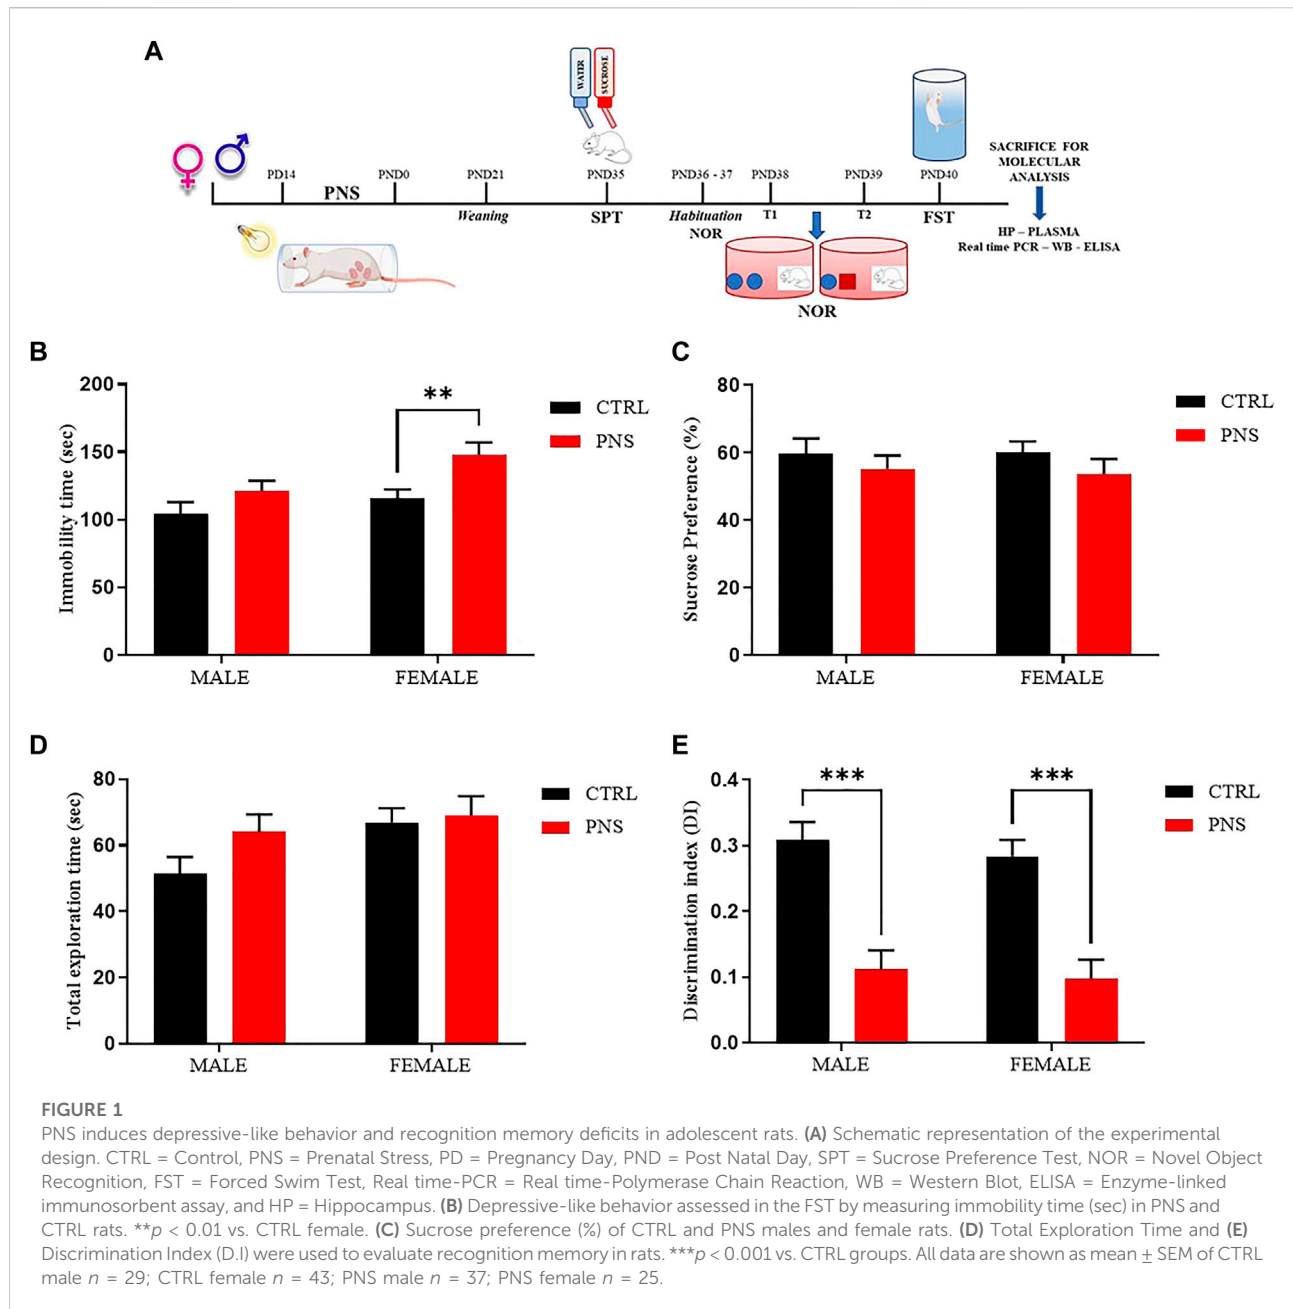 A
WATER
SUCROSE
SACRIFICE FOR
MOLECULAR
ANALYSIS
PD14
PNS
PND0
PND21
PND35
PND36 - 37
PND38
PND39
PND40
Weaning
SPT
Habituation
NOR
T1
T2
FST
HP – PLASMA
Real time PCR – WB - ELISA
NOR
B
Immobility time (sec)
200
150
100
50
0
**
MALE
FEMALE
CTRL
PNS
C
Sucrose Preference (%)
80
60
40
20
0
MALE
FEMALE
CTRL
PNS
D
Total exploration time (sec)
80
60
40
20
0
MALE
FEMALE
CTRL
PNS
E
Discrimination index (DI)
0.4
0.3
0.2
0.1
0.0
***
***
MALE
FEMALE
CTRL
PNS
FIGURE 1
PNS induces depressive-like behavior and recognition memory deficits in adolescent rats. (A) Schematic representation of the experimental
design. CTRL = Control, PNS = Prenatal Stress, PD = Pregnancy Day, PND = Post Natal Day, SPT = Sucrose Preference Test, NOR = Novel Object
Recognition, FST = Forced Swim Test, Real time-PCR = Real time-Polymerase Chain Reaction, WB = Western Blot, ELISA = Enzyme-linked
immunosorbent assay, and HP = Hippocampus. (B) Depressive-like behavior assessed in the FST by measuring immobility time (sec) in PNS and
CTRL rats. **p < 0.01 vs. CTRL female. (C) Sucrose preference (%) of CTRL and PNS males and female rats. (D) Total Exploration Time and (E)
Discrimination Index (D.I) were used to evaluate recognition memory in rats. ***p < 0.001 vs. CTRL groups. All data are shown as mean ± SEM of CTRL
male n = 29; CTRL female n = 43; PNS male n = 37; PNS female n = 25.